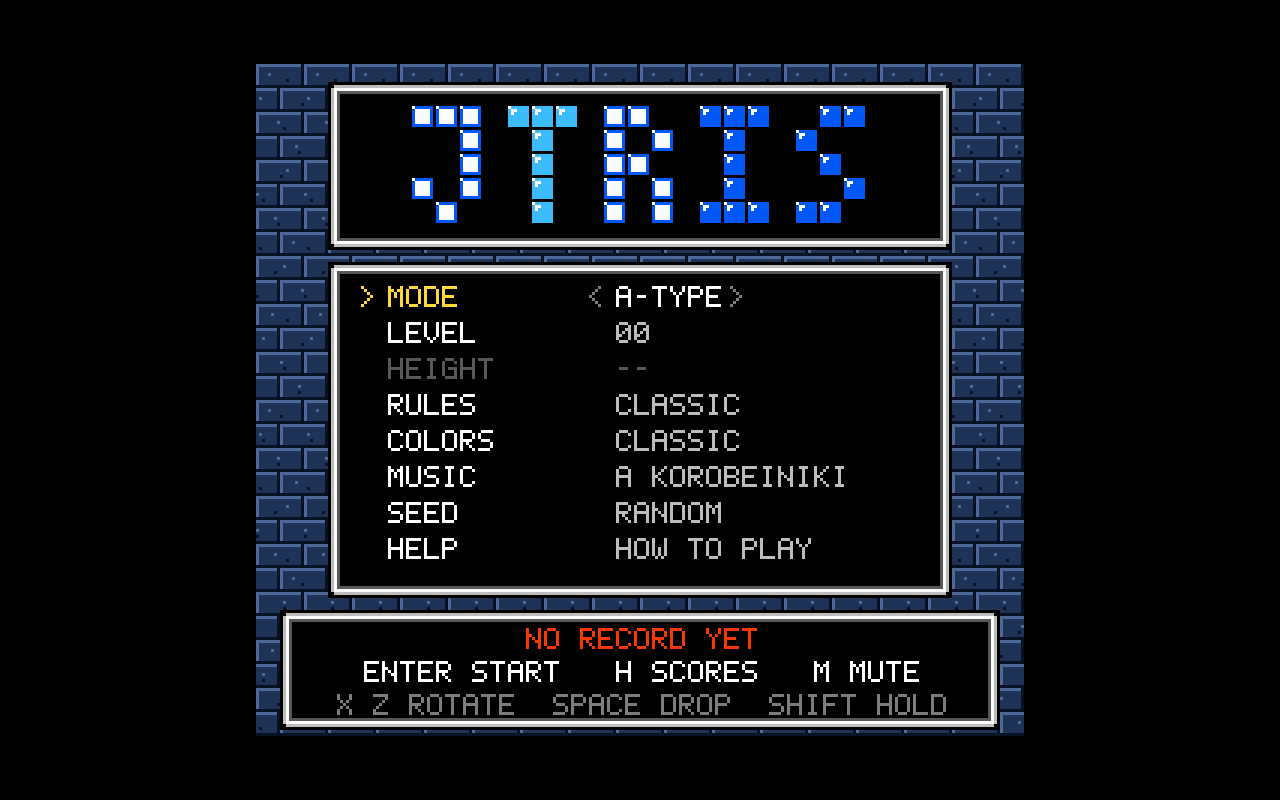 JTRIS
> MODE < A-TYPE >
LEVEL 00
HEIGHT --
RULES CLASSIC
COLORS CLASSIC
MUSIC A KOROBEINIKI
SEED RANDOM
HELP HOW TO PLAY
NO RECORD YET
ENTER START H SCORES M MUTE
X Z ROTATE SPACE DROP SHIFT HOLD